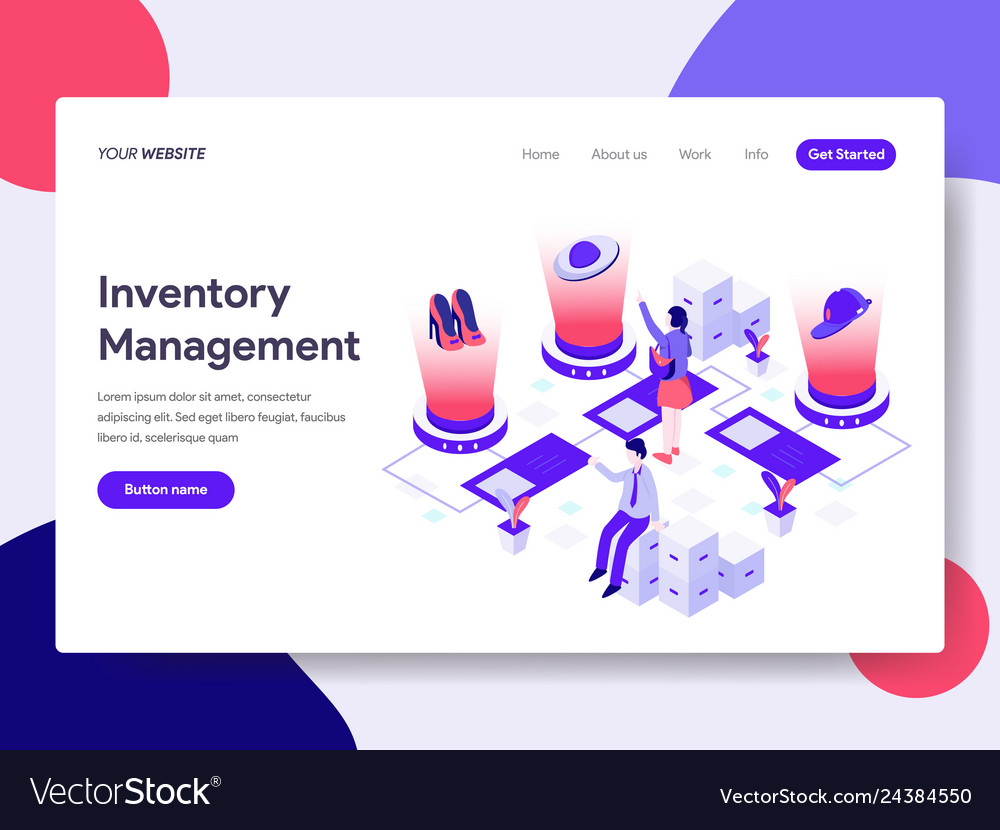 YOUR WEBSITE
Home About us Work Info Get Started
Inventory
Management
Lorem ipsum dolor sit amet, consectetur
adipiscing elit. Sed eget libero feugiat, faucibus
libero id, scelerisque quam
Button name
VectorStock®
VectorStock.com/24384550